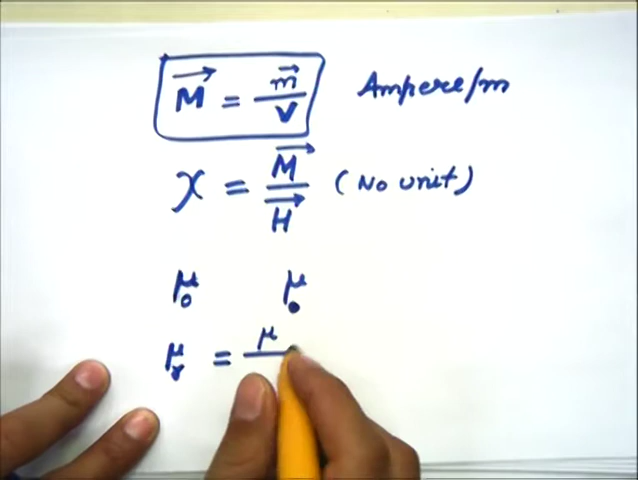 M⃗ = m⃗/V Ampere/m
χ = M⃗/H⃗ (No unit)
μ₀ μ.
μᵣ = μ/